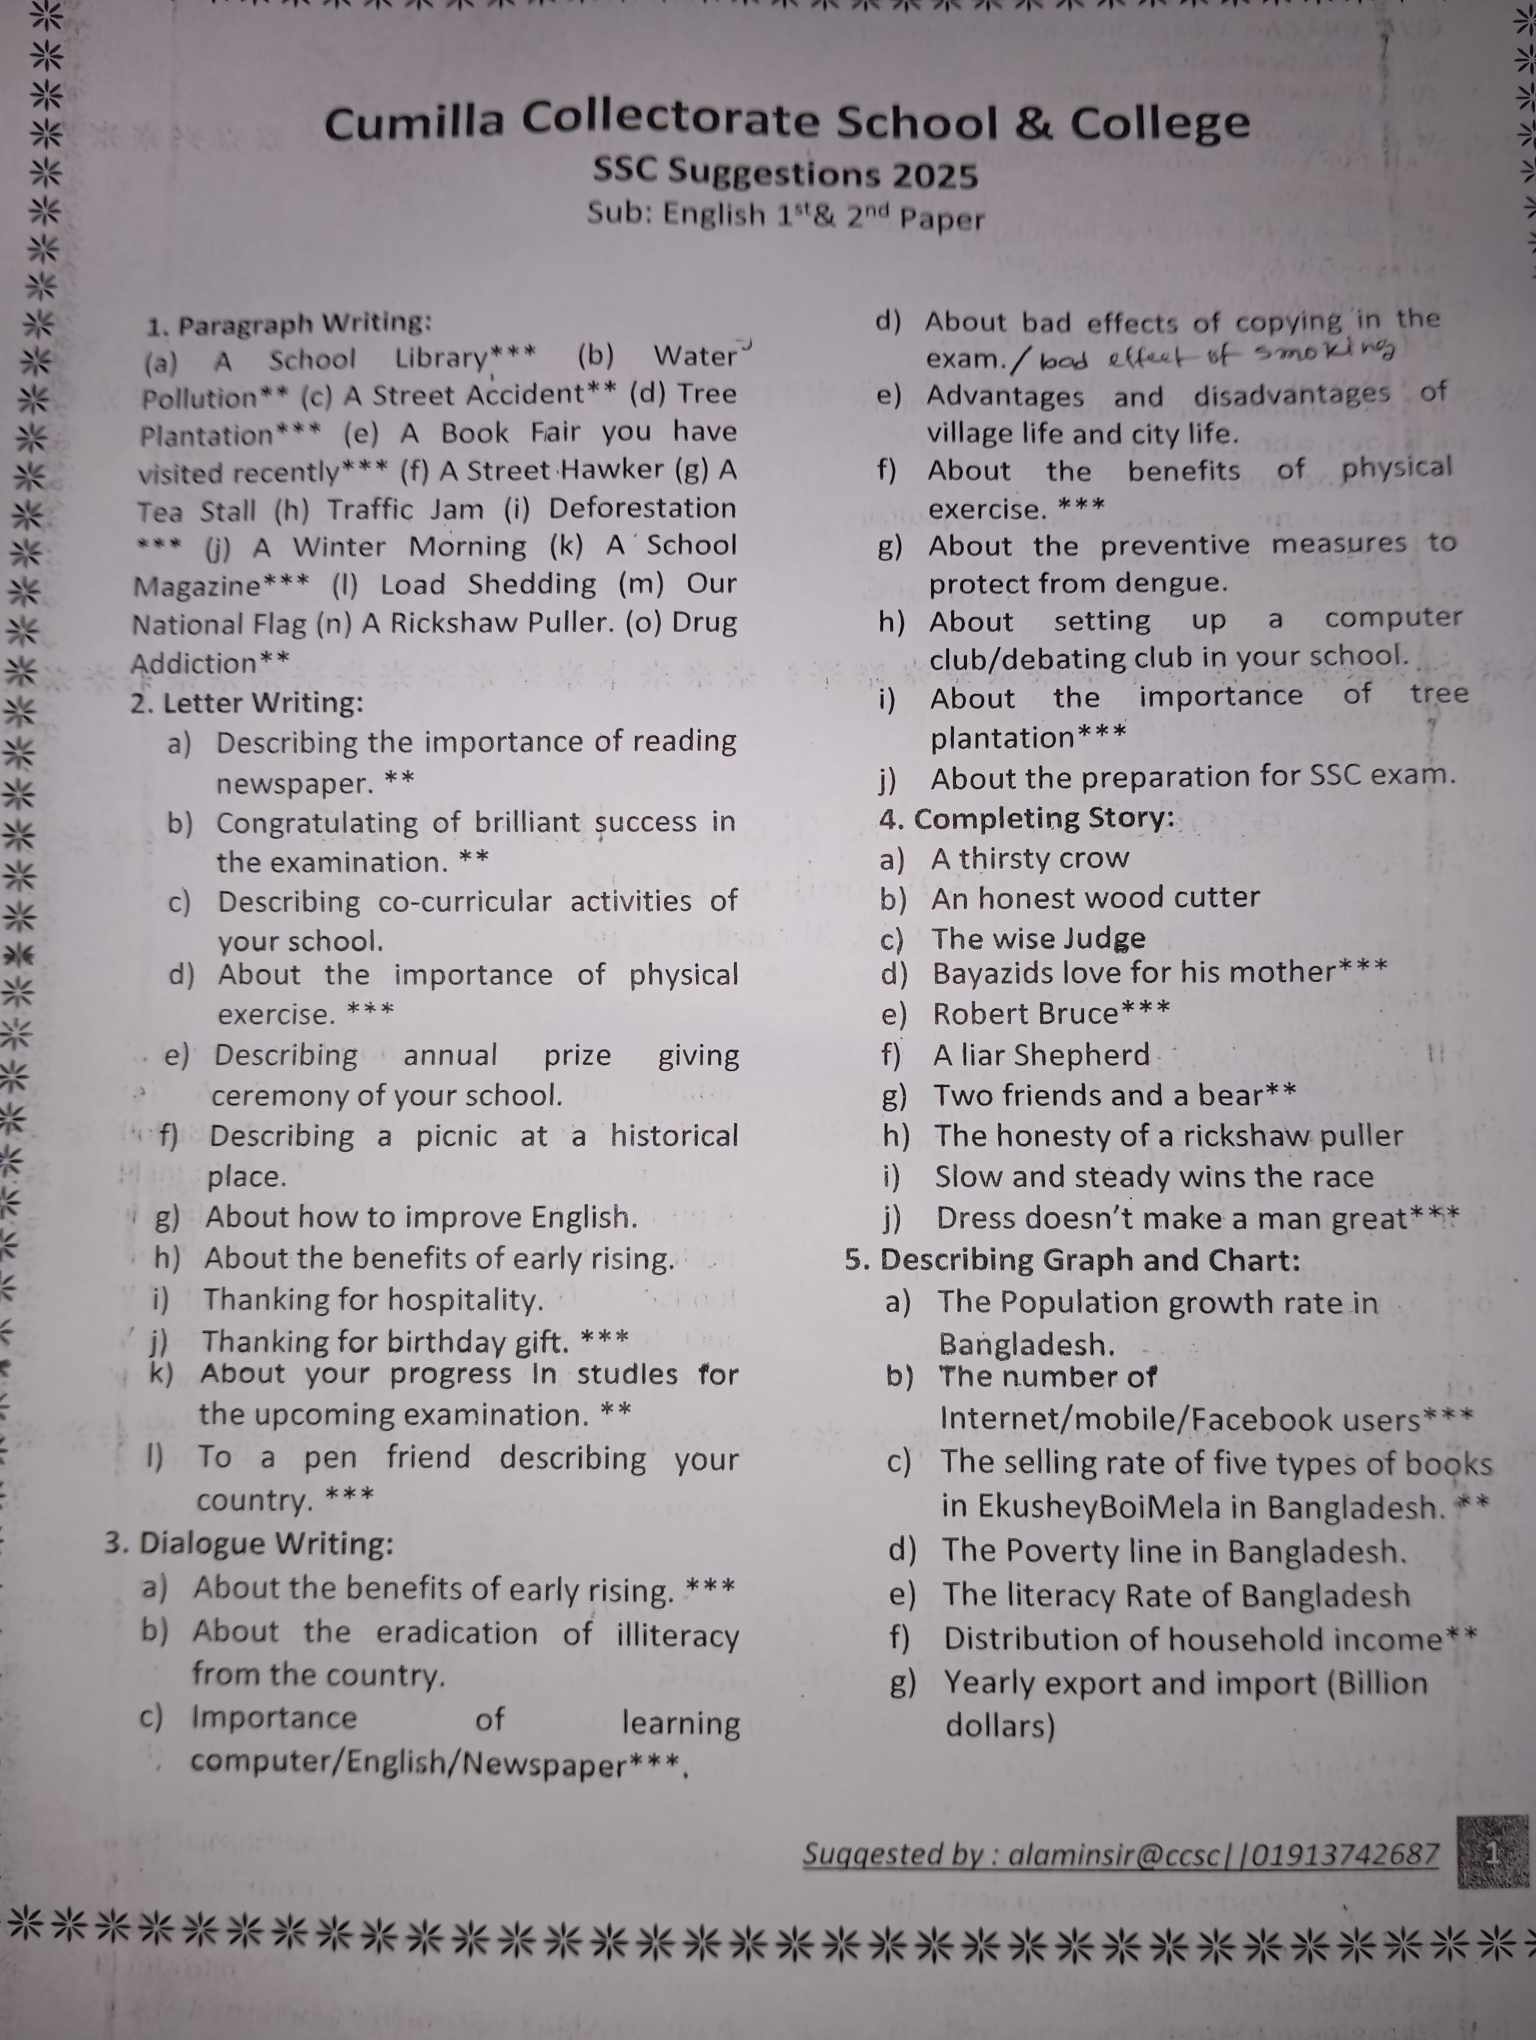 Cumilla Collectorate School & College
SSC Suggestions 2025
Sub: English 1st& 2nd Paper
1. Paragraph Writing:
(a) A School Library*** (b) Water
Pollution** (c) A Street Accident** (d) Tree
Plantation*** (e) A Book Fair you have
visited recently*** (f) A Street Hawker (g) A
Tea Stall (h) Traffic Jam (i) Deforestation
*** (j) A Winter Morning (k) A School
Magazine*** (l) Load Shedding (m) Our
National Flag (n) A Rickshaw Puller. (o) Drug
Addiction**
2. Letter Writing:
a) Describing the importance of reading
newspaper. **
b) Congratulating of brilliant success in
the examination. **
c) Describing co-curricular activities of
your school.
d) About the importance of physical
exercise. ***
e) Describing annual prize giving
ceremony of your school.
f) Describing a picnic at a historical
place.
g) About how to improve English.
h) About the benefits of early rising.
i) Thanking for hospitality.
j) Thanking for birthday gift. ***
k) About your progress In studles for
the upcoming examination. **
l) To a pen friend describing your
country. ***
3. Dialogue Writing:
a) About the benefits of early rising. ***
b) About the eradication of illiteracy
from the country.
c) Importance of learning
computer/English/Newspaper***.
d) About bad effects of copying in the
exam./ bad effect of smoking
e) Advantages and disadvantages of
village life and city life.
f) About the benefits of physical
exercise. ***
g) About the preventive measures to
protect from dengue.
h) About setting up a computer
club/debating club in your school.
i) About the importance of tree
plantation***
j) About the preparation for SSC exam.
4. Completing Story:
a) A thirsty crow
b) An honest wood cutter
c) The wise Judge
d) Bayazids love for his mother***
e) Robert Bruce***
f) A liar Shepherd
g) Two friends and a bear**
h) The honesty of a rickshaw puller
i) Slow and steady wins the race
j) Dress doesn't make a man great***
5. Describing Graph and Chart:
a) The Population growth rate in
Bangladesh.
b) The number of
Internet/mobile/Facebook users***
c) The selling rate of five types of books
in EkusheyBoiMela in Bangladesh. **
d) The Poverty line in Bangladesh.
e) The literacy Rate of Bangladesh
f) Distribution of household income**
g) Yearly export and import (Billion
dollars)
Suggested by : alaminsir@ccsc||01913742687
1